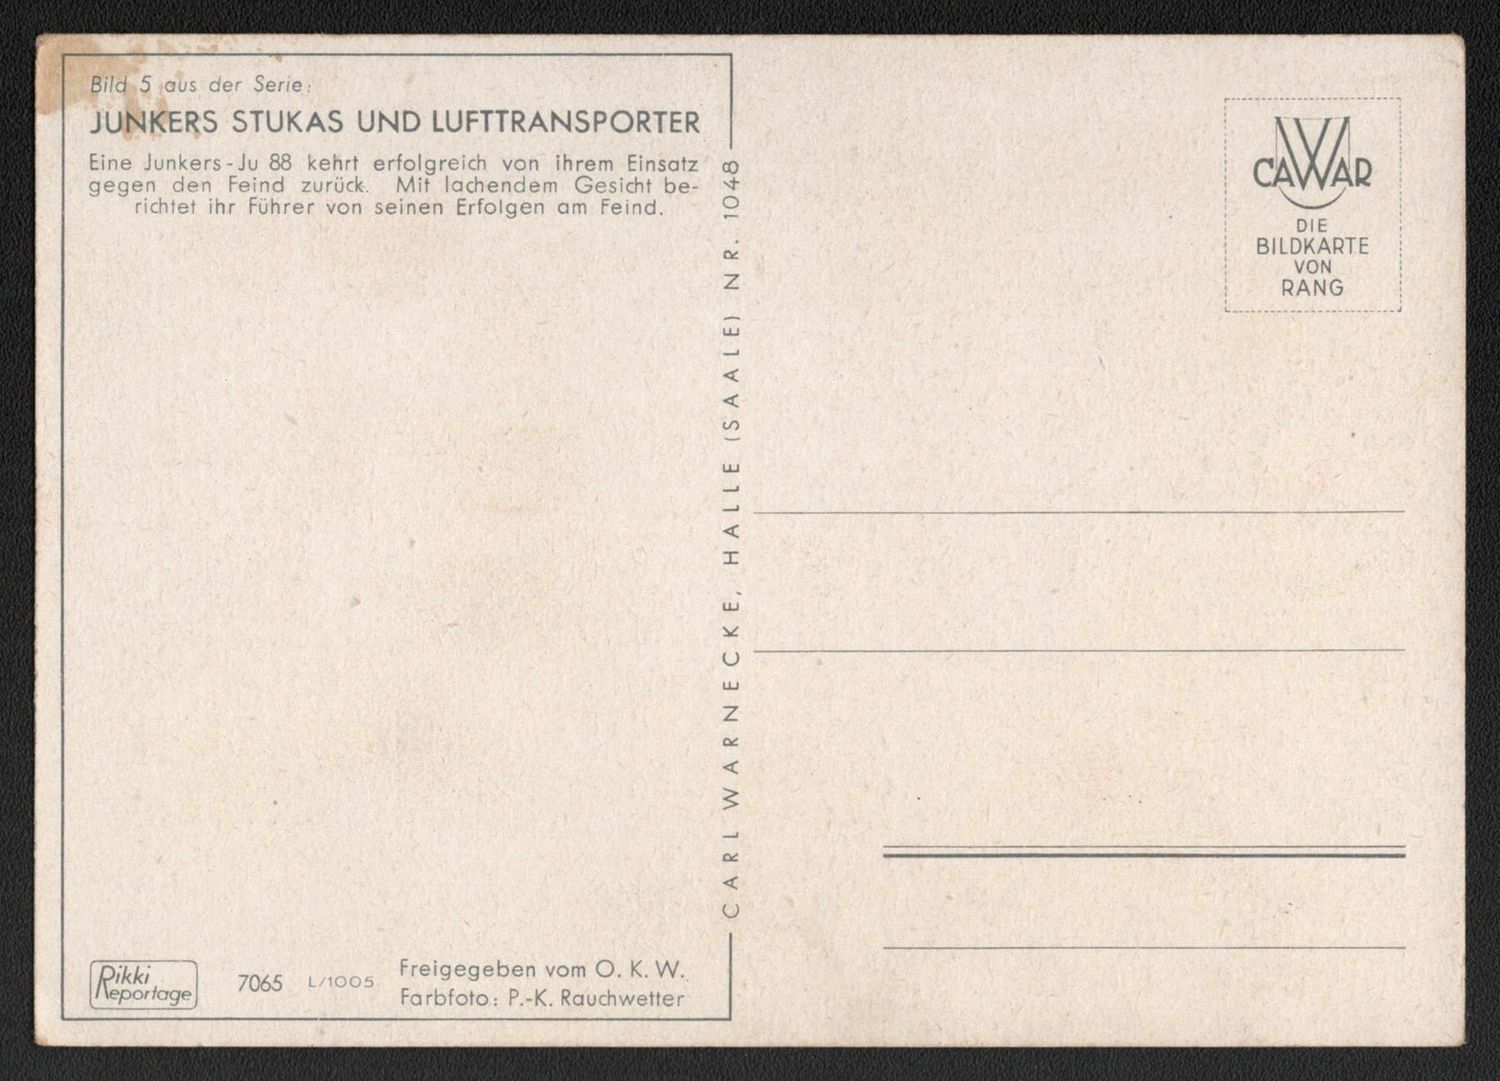 Bild 5 aus der Serie:
JUNKERS STUKAS UND LUFTTRANSPORTER
Eine Junkers-Ju 88 kehrt erfolgreich von ihrem Einsatz
gegen den Feind zurück. Mit lachendem Gesicht be-
richtet ihr Führer von seinen Erfolgen am Feind.
Rikki
Reportage
7065 L/1005
Freigegeben vom O. K. W.
Farbfoto: P.-K. Rauchwetter
CARL WARNECKE, HALLE (SAALE) NR. 1048
CAWAR
DIE
BILDKARTE
VON
RANG